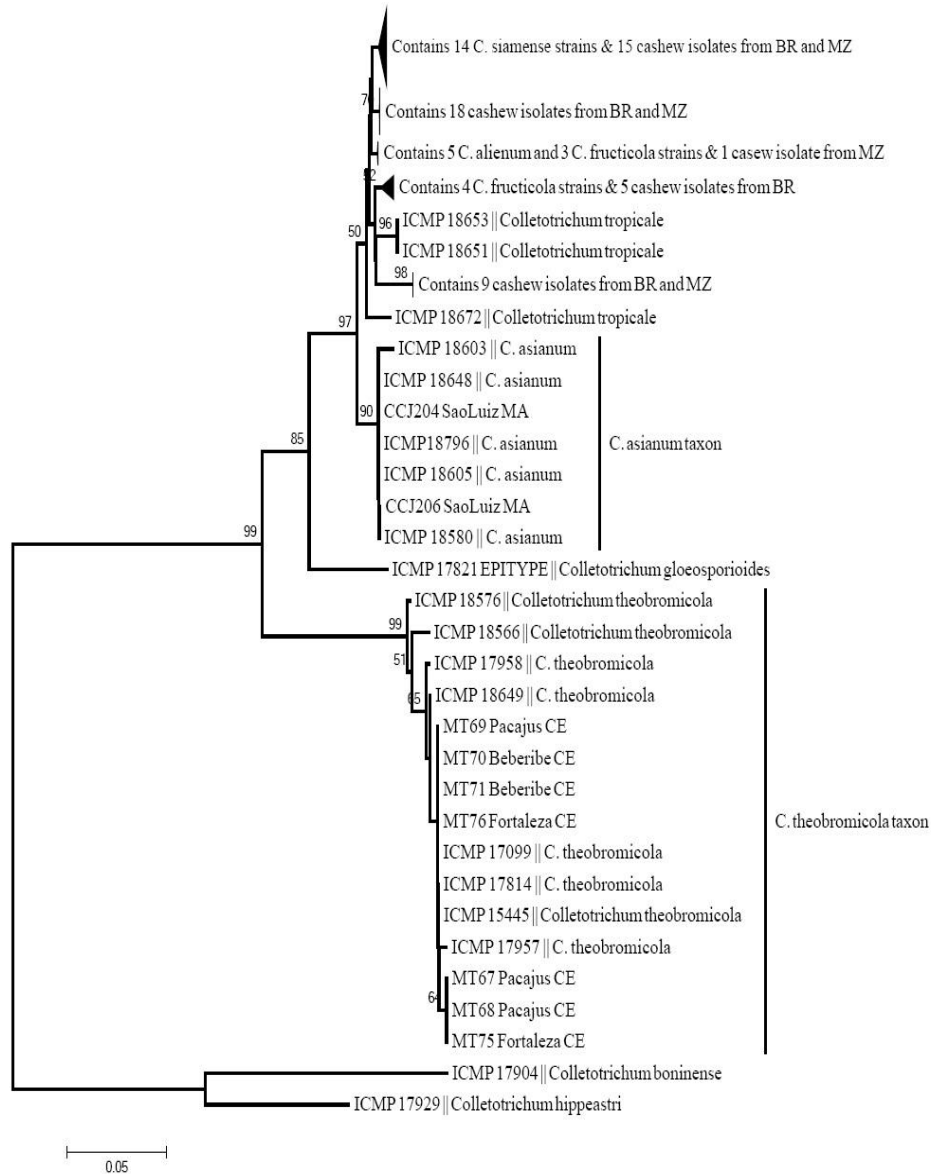 Contains 14 C. siamense strains & 15 cashew isolates from BR and MZ
Contains 18 cashew isolates from BR and MZ
Contains 5 C. alienum and 3 C. fructicola strains & 1 casew isolate from MZ
Contains 4 C. fructicola strains & 5 cashew isolates from BR
96
ICMP 18653 || Colletotrichum tropicale
50
ICMP 18651 || Colletotrichum tropicale
98
Contains 9 cashew isolates from BR and MZ
97
ICMP 18672 || Colletotrichum tropicale
ICMP 18603 || C. asianum
ICMP 18648 || C. asianum
90
CCJ204 SaoLuiz MA
85
ICMP18796 || C. asianum
C. asianum taxon
ICMP 18605 || C. asianum
CCJ206 SaoLuiz MA
99
ICMP 18580 || C. asianum
ICMP 17821 EPITYPE || Colletotrichum gloeosporioides
ICMP 18576 || Colletotrichum theobromicola
99
ICMP 18566 || Colletotrichum theobromicola
51
ICMP 17958 || C. theobromicola
65
ICMP 18649 || C. theobromicola
MT69 Pacajus CE
MT70 Beberibe CE
MT71 Beberibe CE
MT76 Fortaleza CE
C. theobromicola taxon
ICMP 17099 || C. theobromicola
ICMP 17814 || C. theobromicola
ICMP 15445 || Colletotrichum theobromicola
ICMP 17957 || C. theobromicola
MT67 Pacajus CE
64
MT68 Pacajus CE
MT75 Fortaleza CE
ICMP 17904 || Colletotrichum boninense
ICMP 17929 || Colletotrichum hippeastri
0.05